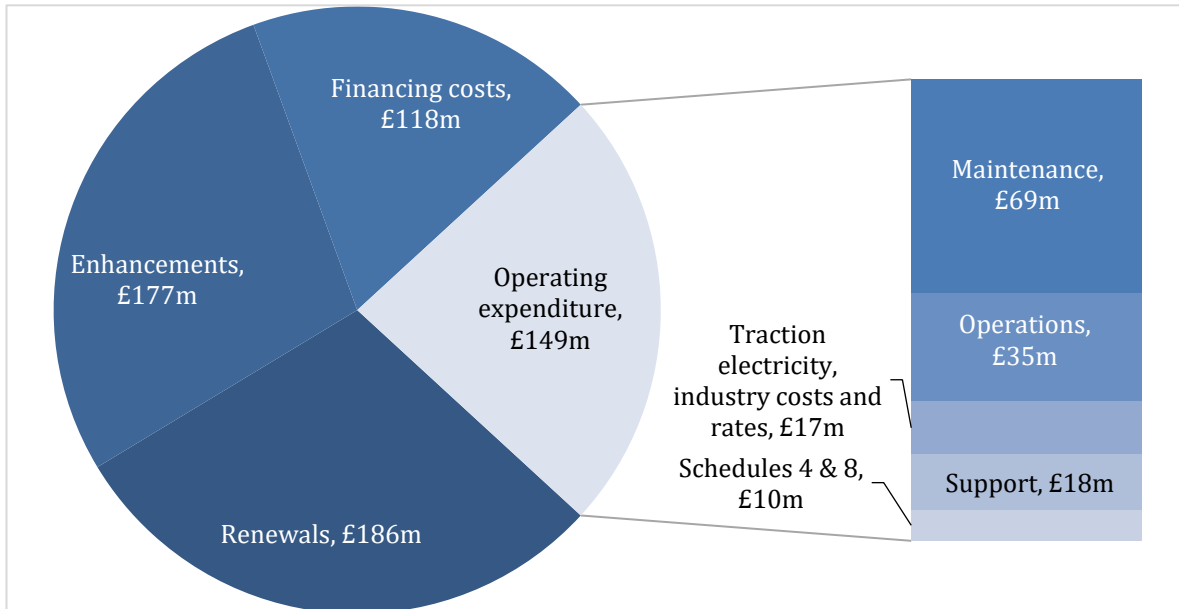 Financing costs,
£118m
Enhancements,
£177m
Operating
expenditure,
£149m
Renewals, £186m
Maintenance,
£69m
Operations,
£35m
Traction
electricity,
industry costs and
rates, £17m
Support, £18m
Schedules 4 & 8,
£10m